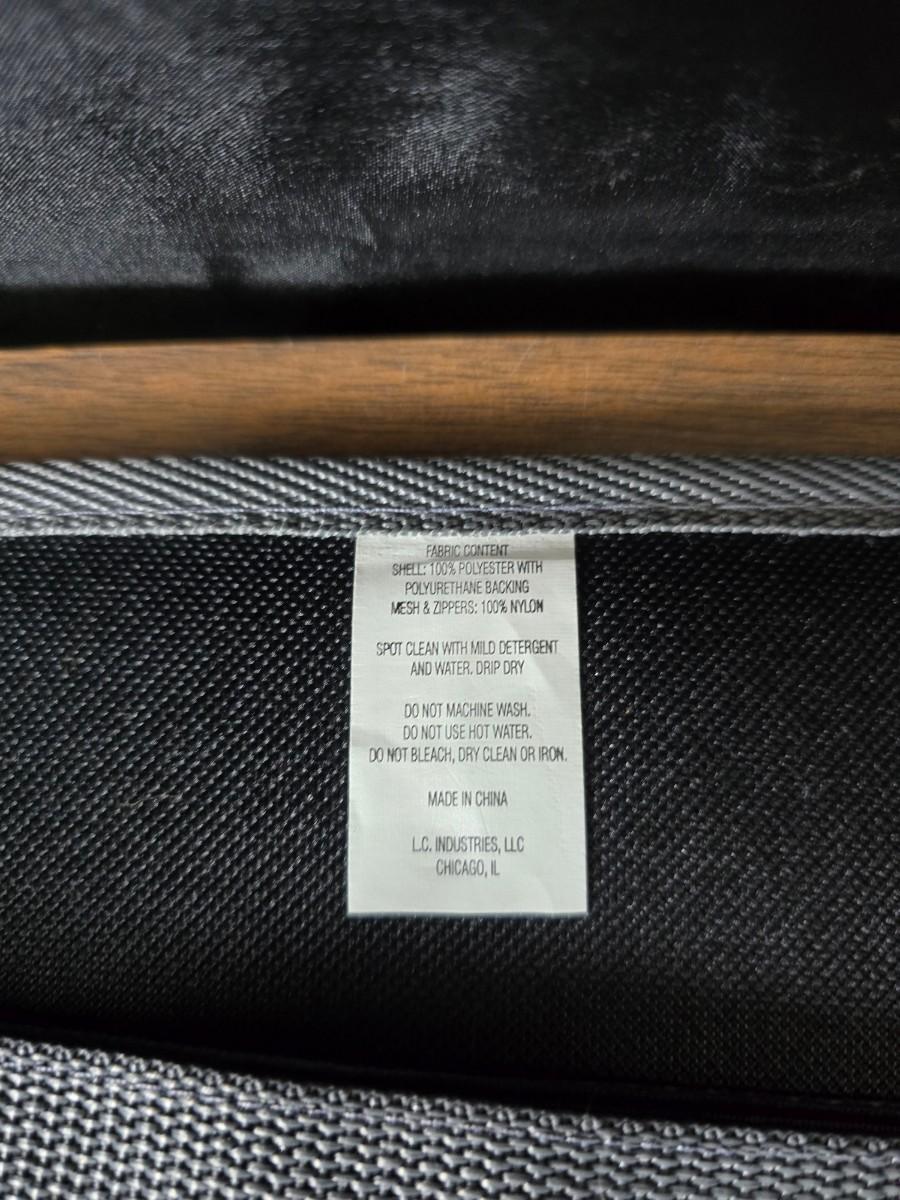 FABRIC CONTENT
SHELL: 100% POLYESTER WITH
POLYURETHANE BACKING
MESH & ZIPPERS: 100% NYLON
SPOT CLEAN WITH MILD DETERGENT
AND WATER. DRIP DRY
DO NOT MACHINE WASH.
DO NOT USE HOT WATER.
DO NOT BLEACH, DRY CLEAN OR IRON.
MADE IN CHINA
L.C. INDUSTRIES, LLC
CHICAGO, IL